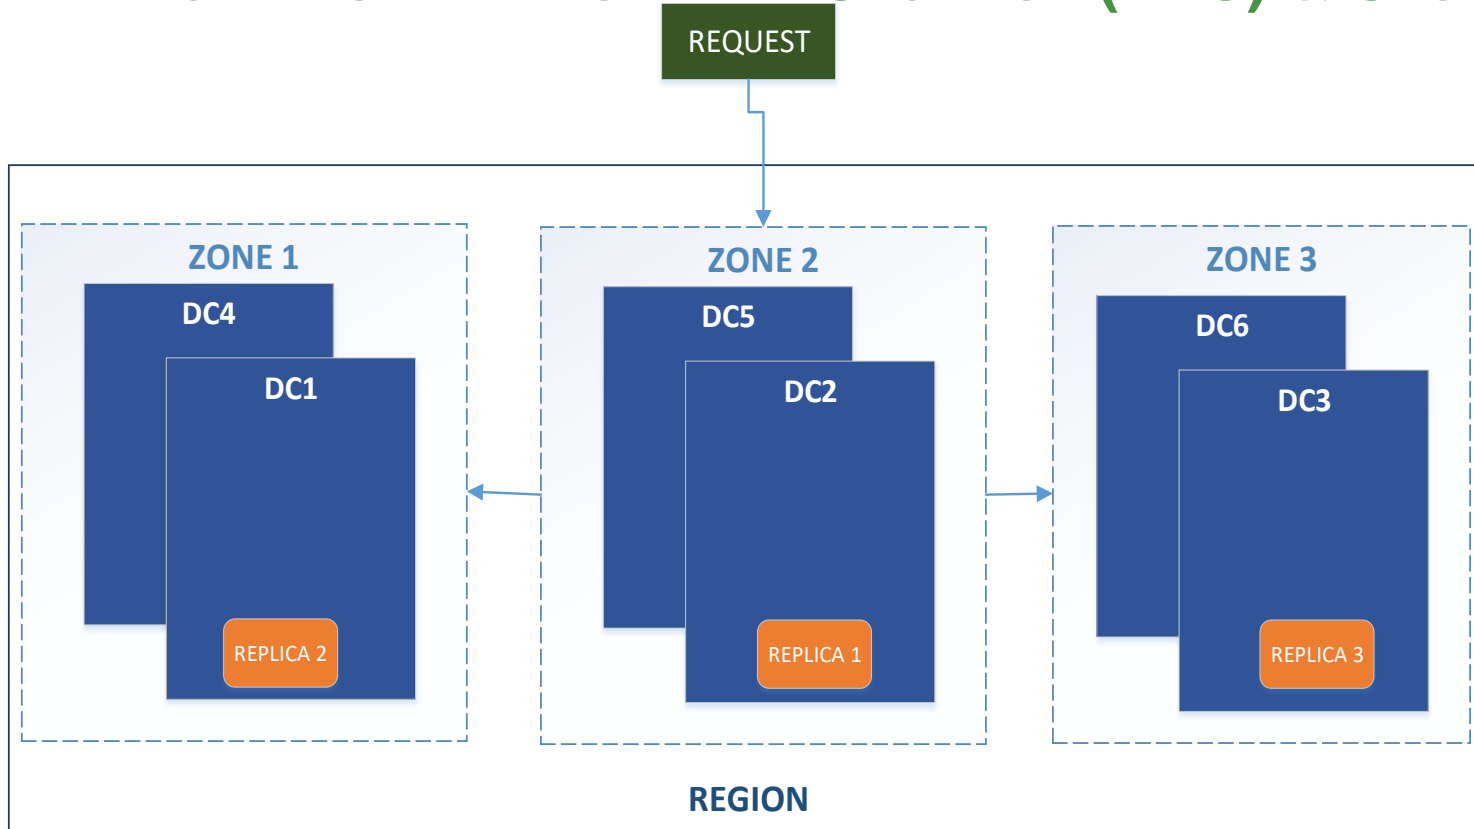 REQUEST
ZONE 1
ZONE 2
ZONE 3
DC4
DC5
DC6
DC1
DC2
DC3
REPLICA 2
REPLICA 1
REPLICA 3
REGION